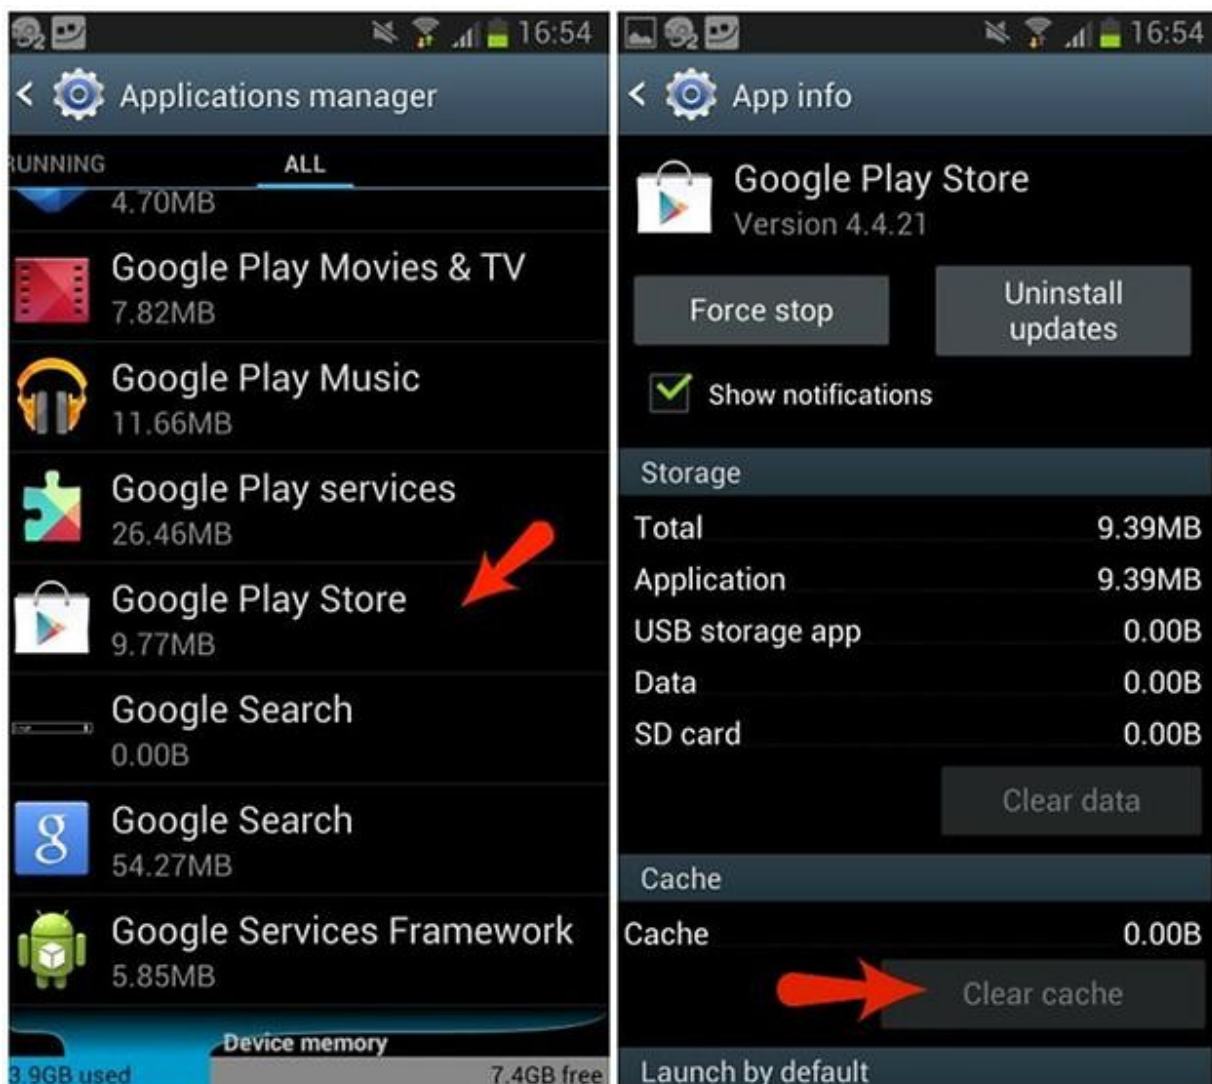 16:54
Applications manager
RUNNING
ALL
4.70MB
Google Play Movies & TV
7.82MB
Google Play Music
11.66MB
Google Play services
26.46MB
Google Play Store
9.77MB
Google Search
0.00B
g
Google Search
54.27MB
Google Services Framework
5.85MB
Device memory
3.9GB used
7.4GB free
16:54
App info
Google Play Store
Version 4.4.21
Force stop
Uninstall
updates
Show notifications
Storage
Total 9.39MB
Application 9.39MB
USB storage app 0.00B
Data 0.00B
SD card 0.00B
Clear data
Cache
Cache 0.00B
Clear cache
Launch by default